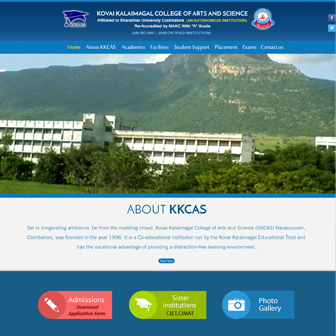 KOVAI KALAIMAGAL COLLEGE OF ARTS AND SCIENCE
Affiliated to Bharathiar University Coimbatore (AN AUTONOMOUS INSTITUTION)
Re-Accredited by NAAC With "A" Grade
(AN ISO 9001 : 2008 CERTIFIED INSTITUTION)
Home About KKCAS Academics Facilities Student Support Placement Exams Contact us
ABOUT KKCAS
Set in invigorating ambience, far from the madding crowd, Kovai Kalaimagal College of Arts and Science (KKCAS) Narasipuram,
Coimbatore, was founded in the year 1996. It is a Co-educational institution run by the Kovai Kalaimagal Educational Trust and
has the vocational advantage of providing a distraction-free learning environment.
Read More
Admissions
Download
Application Form
Sister
institutions
CIET,CIMAT
Photo
Gallery